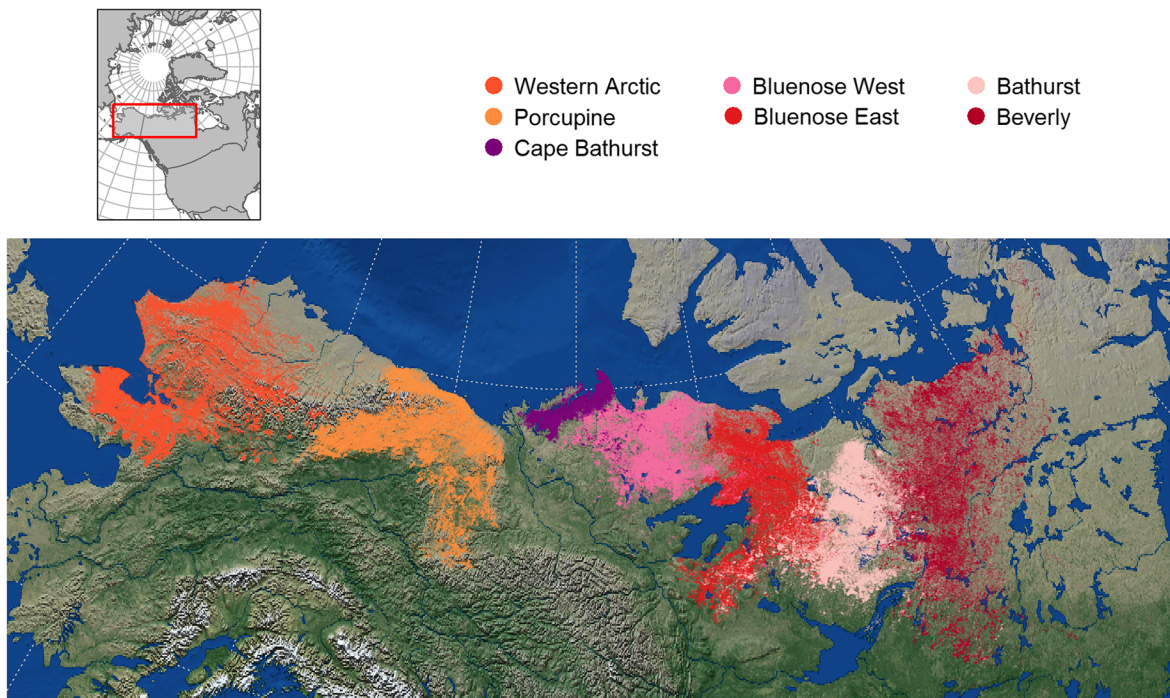 Western Arctic
Porcupine
Cape Bathurst
Bluenose West
Bluenose East
Bathurst
Beverly